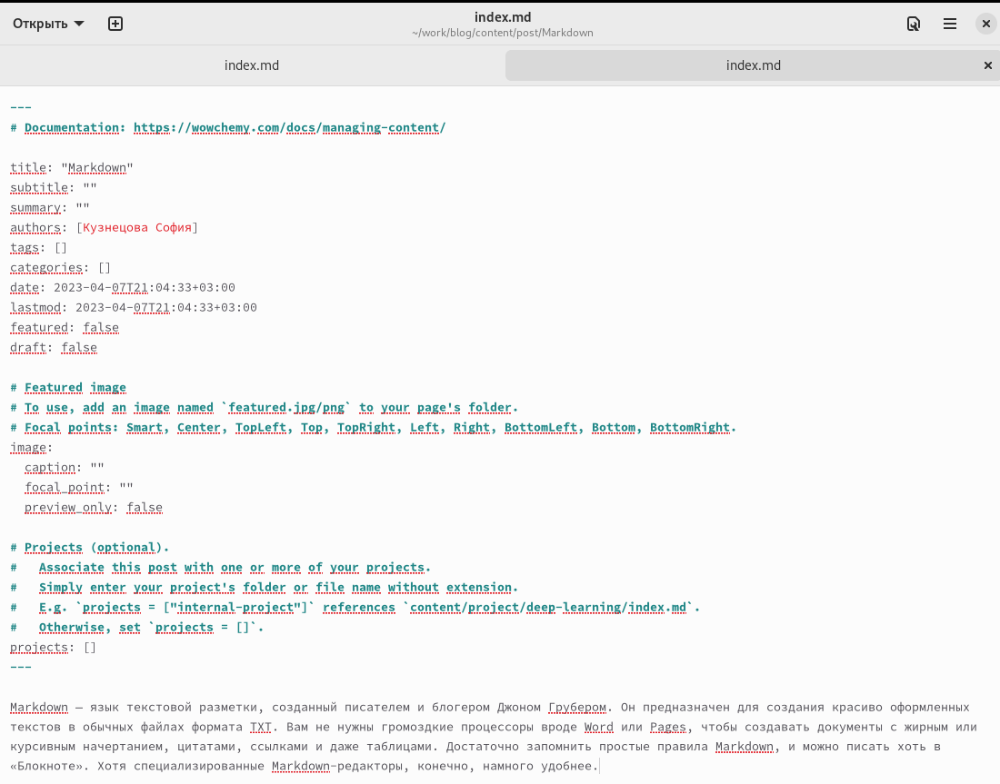 Открыть
index.md
~/work/blog/content/post/Markdown
index.md
index.md
---
# Documentation: https://wowchemy.com/docs/managing-content/
title: "Markdown"
subtitle: ""
summary: ""
authors: [Кузнецова София]
tags: []
categories: []
date: 2023-04-07T21:04:33+03:00
lastmod: 2023-04-07T21:04:33+03:00
featured: false
draft: false
# Featured image
# To use, add an image named `featured.jpg/png` to your page's folder.
# Focal points: Smart, Center, TopLeft, Top, TopRight, Left, Right, BottomLeft, Bottom, BottomRight.
image:
  caption: ""
  focal_point: ""
  preview_only: false
# Projects (optional).
#   Associate this post with one or more of your projects.
#   Simply enter your project's folder or file name without extension.
#   E.g. `projects = ["internal-project"]` references `content/project/deep-learning/index.md`.
#   Otherwise, set `projects = []`.
projects: []
---
Markdown — язык текстовой разметки, созданный писателем и блогером Джоном Грубером. Он предназначен для создания красиво оформленных
текстов в обычных файлах формата TXT. Вам не нужны громоздкие процессоры вроде Word или Pages, чтобы создавать документы с жирным или
курсивным начертанием, цитатами, ссылками и даже таблицами. Достаточно запомнить простые правила Markdown, и можно писать хоть в
«Блокноте». Хотя специализированные Markdown-редакторы, конечно, намного удобнее.